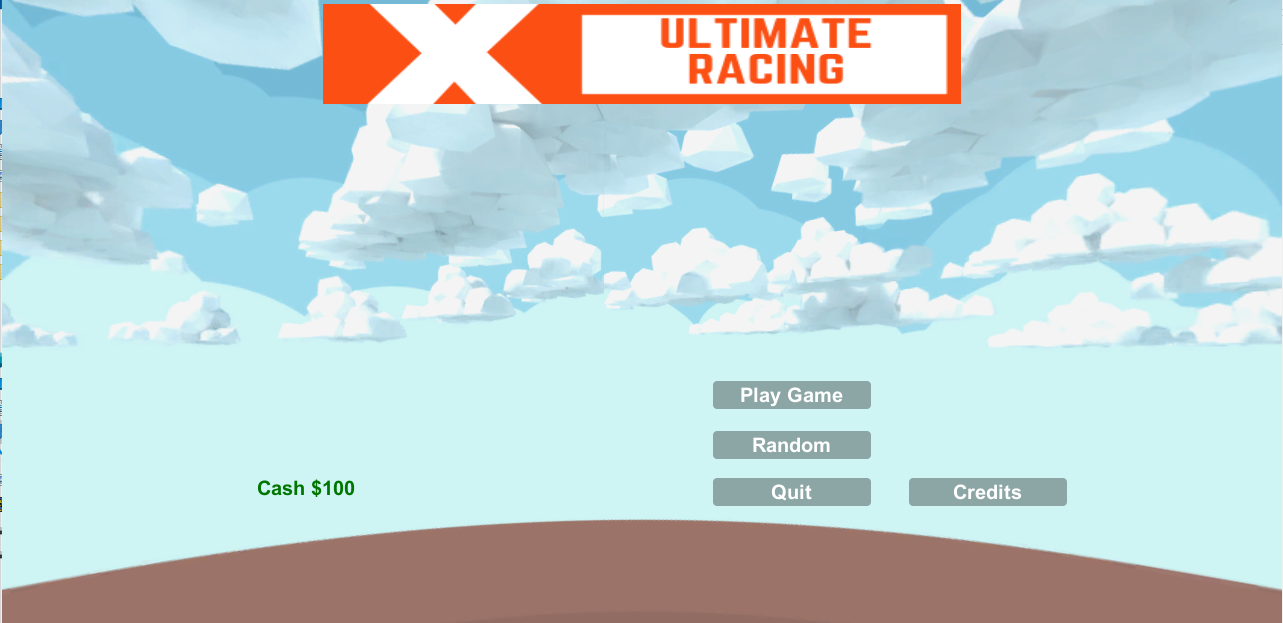 ULTIMATE
RACING
Play Game
Random
Cash $100
Quit
Credits